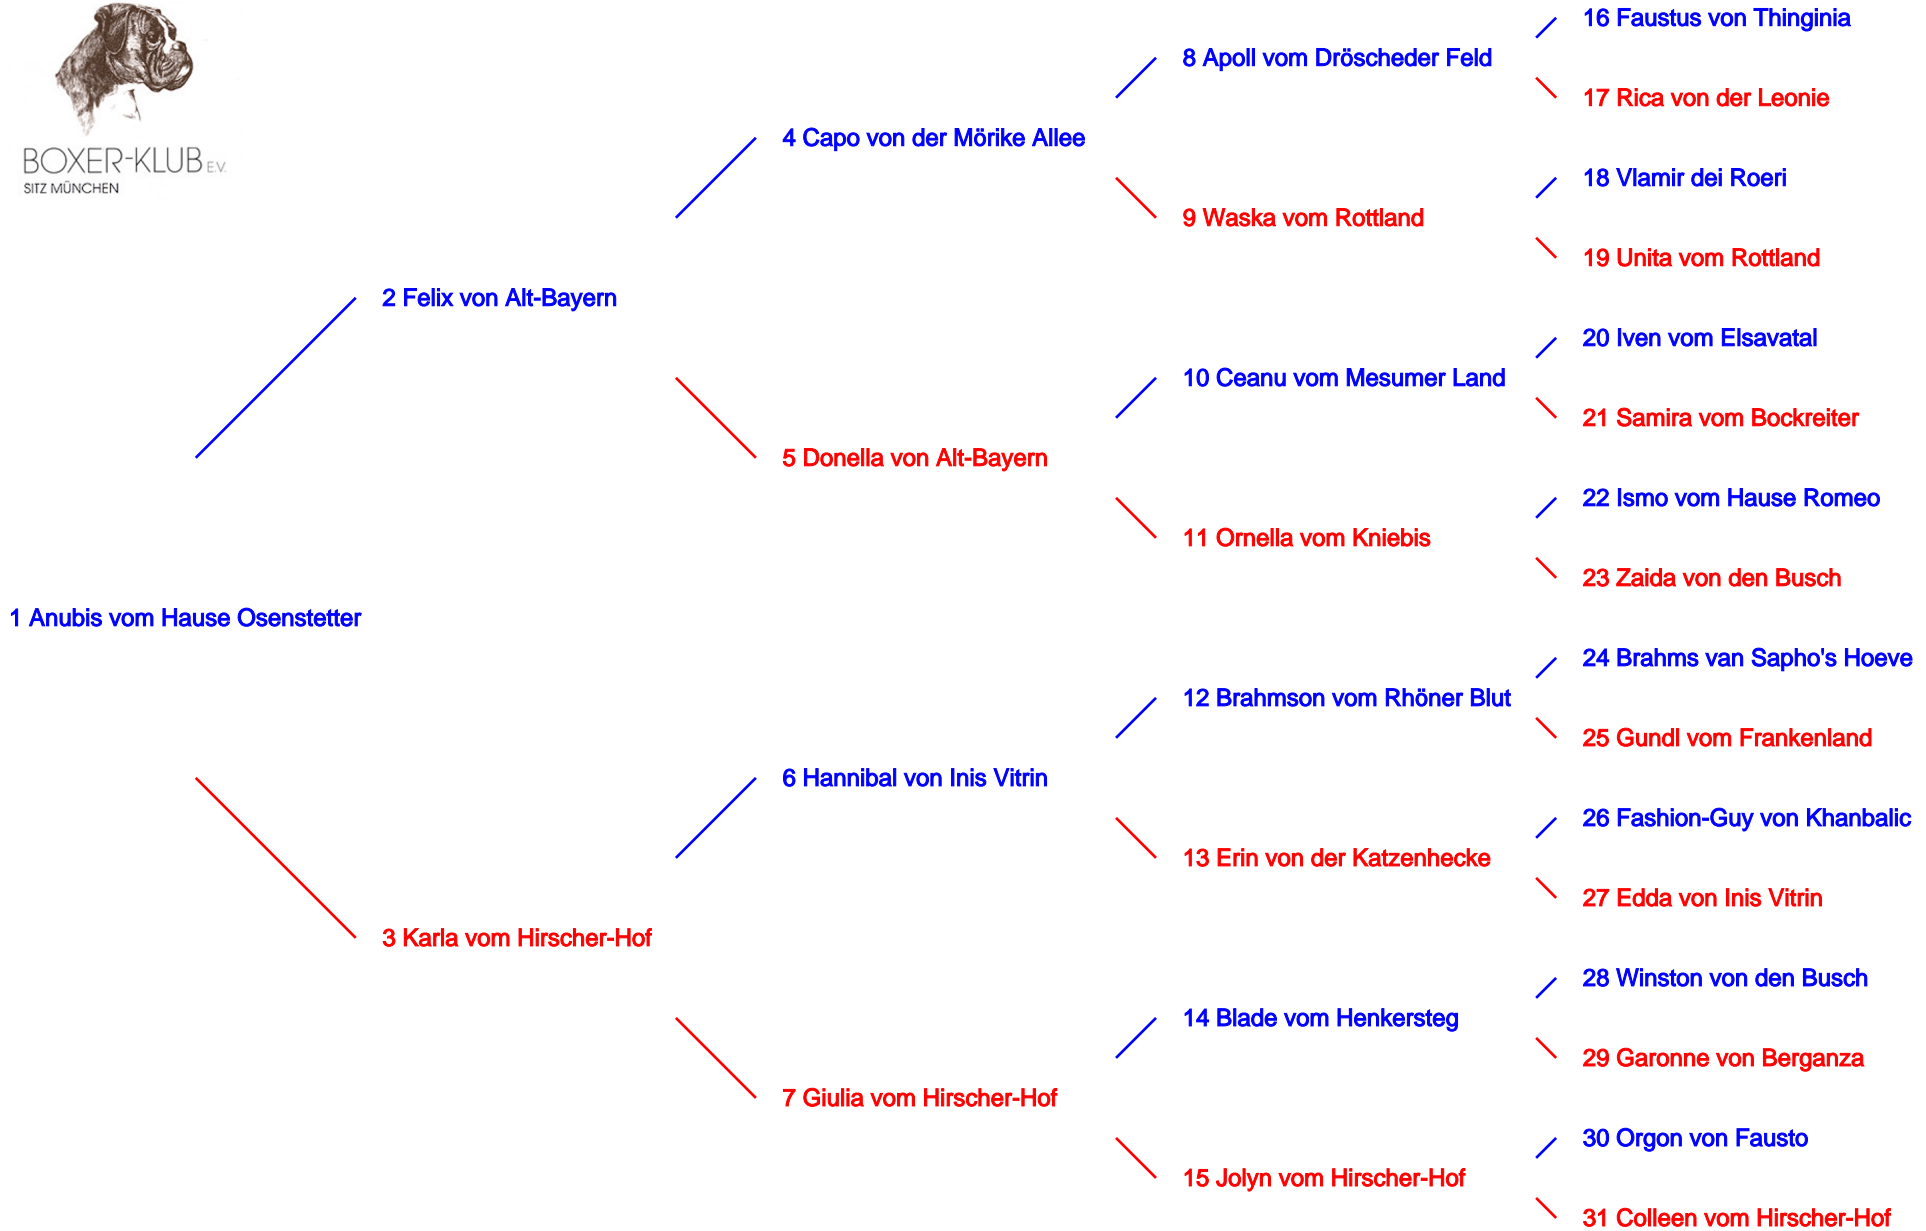 BOXER-KLUB E.V.
SITZ MÜNCHEN
1 Anubis vom Hause Osenstetter
2 Felix von Alt-Bayern
3 Karla vom Hirscher-Hof
4 Capo von der Mörike Allee
5 Donella von Alt-Bayern
6 Hannibal von Inis Vitrin
7 Giulia vom Hirscher-Hof
8 Apoll vom Dröscheder Feld
9 Waska vom Rottland
10 Ceanu vom Mesumer Land
11 Ornella vom Kniebis
12 Brahmson vom Rhöner Blut
13 Erin von der Katzenhecke
14 Blade vom Henkersteg
15 Jolyn vom Hirscher-Hof
16 Faustus von Thinginia
17 Rica von der Leonie
18 Vlamir dei Roeri
19 Unita vom Rottland
20 Iven vom Elsavatal
21 Samira vom Bockreiter
22 Ismo vom Hause Romeo
23 Zaida von den Busch
24 Brahms van Sapho's Hoeve
25 Gundl vom Frankenland
26 Fashion-Guy von Khanbalic
27 Edda von Inis Vitrin
28 Winston von den Busch
29 Garonne von Berganza
30 Orgon von Fausto
31 Colleen vom Hirscher-Hof